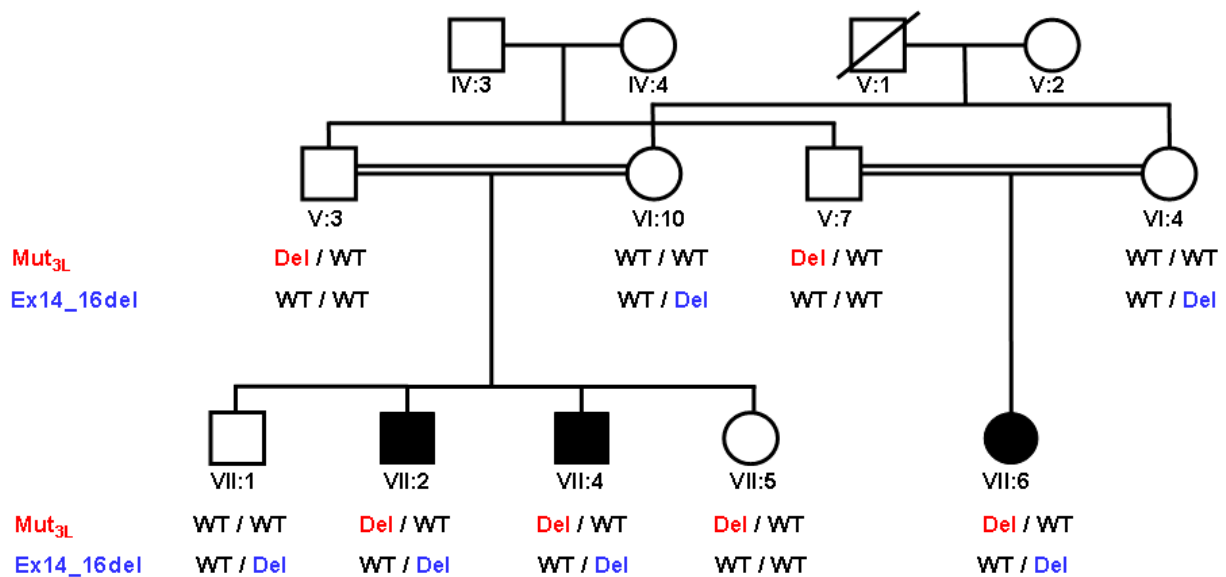 IV:3 IV:4 V:1 V:2
V:3 VI:10 V:7 VI:4
Mut3L Del / WT WT / WT Del / WT WT / WT
Ex14_16del WT / WT WT / Del WT / WT WT / Del
VII:1 VII:2 VII:4 VII:5 VII:6
Mut3L WT / WT Del / WT Del / WT Del / WT Del / WT
Ex14_16del WT / Del WT / Del WT / Del WT / WT WT / Del